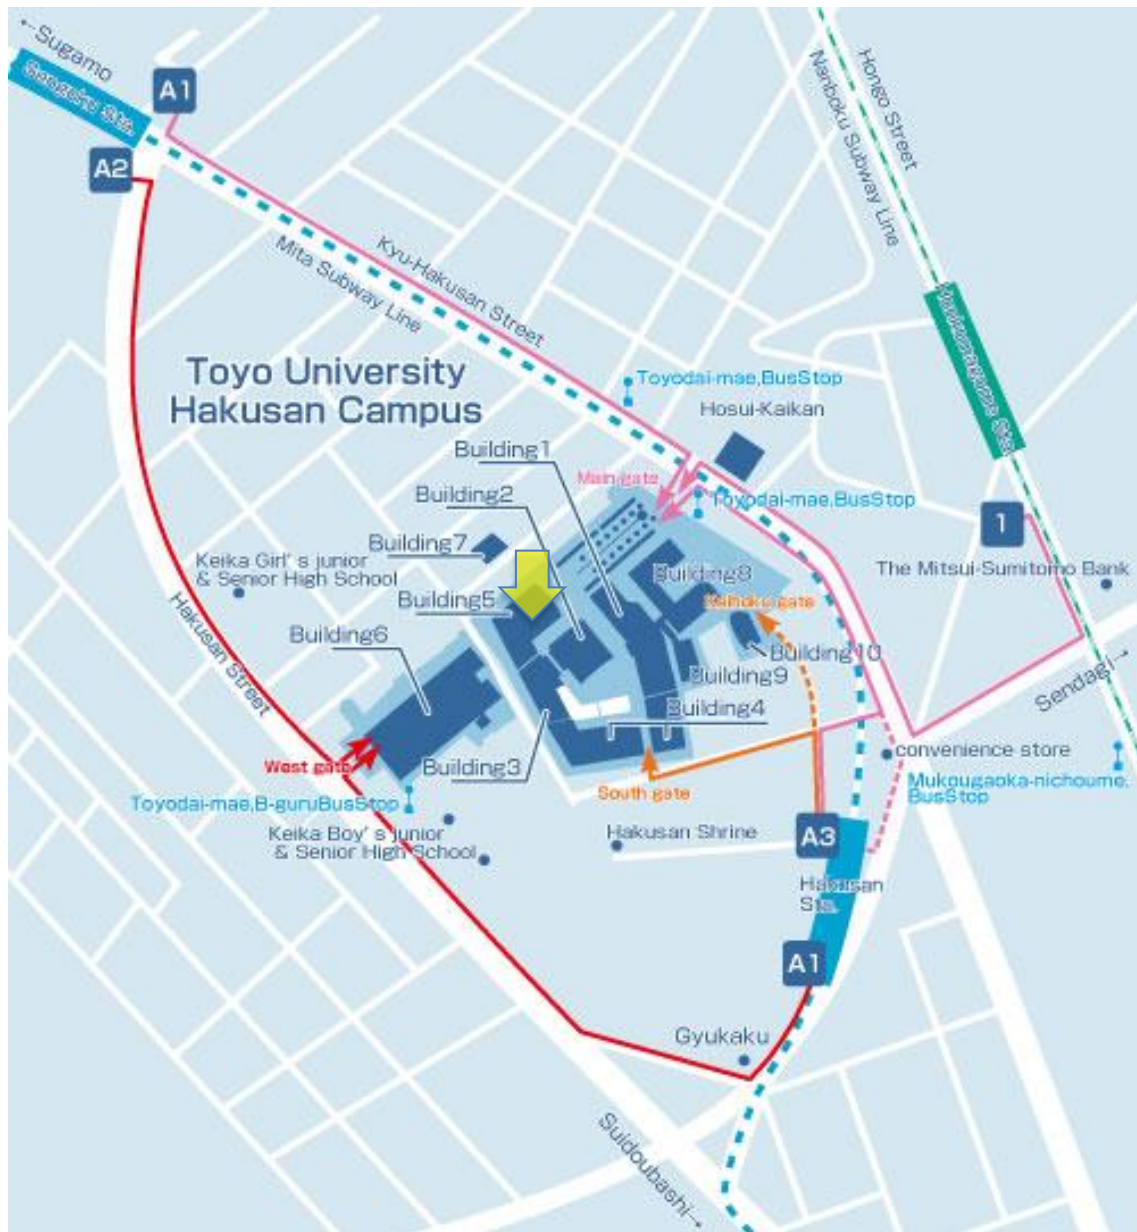 ←Sugamo
Sengoku Sta.
A1
A2
Hongo Street
Nanboku Subway Line
Kyu-Hakusan Street
Mita Subway Line
Toyo University
Hakusan Campus
Toyodai-mae,BusStop
Hosui-Kaikan
Building1
Main gate
Building2
Toyodai-mae,BusStop
1
Building7
Keika Girl's junior
& Senior High School
Building8
The Mitsui-Sumitomo Bank
Building5
gate
Building6
Building10
Hakusan Street
Building9
Sendagi→
Building4
convenience store
West gate
Building3
South gate
Mukougaoka-nichoume,
BusStop
Toyodai-mae,B-guruBusStop
Keika Boy's junior
& Senior High School
Hakusan Shrine
A3
Hakusan
Sta.
A1
Gyukaku
Suidoubashi→